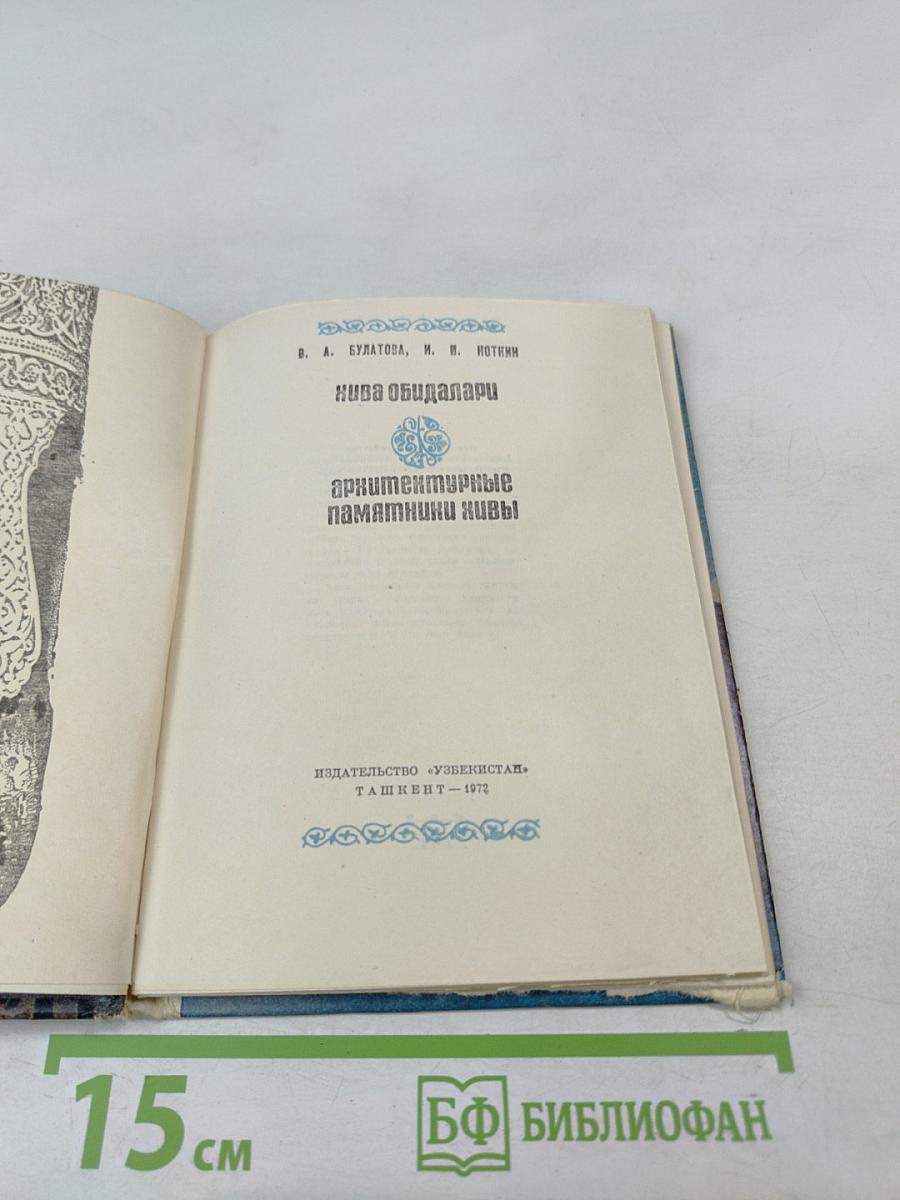 В. А. БУЛАТОВА, И. И. НОТКИН
ХИВА ОБИДАЛАРИ
АРХИТЕКТУРНЫЕ
ПАМЯТНИКИ ХИВЫ
ИЗДАТЕЛЬСТВО «УЗБЕКИСТАН»
ТАШКЕНТ — 1972
15 см
БФ БИБЛИОФАН